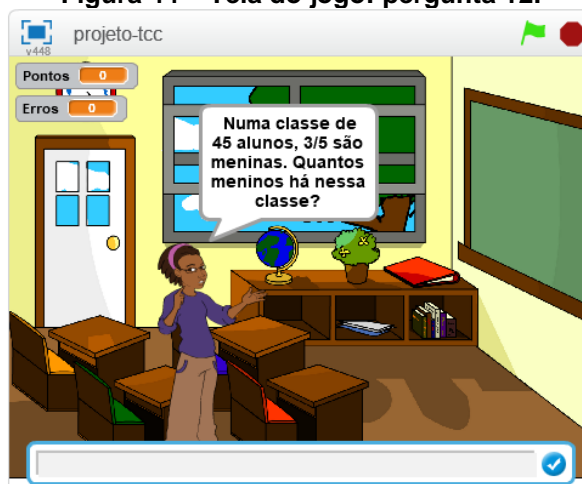 Figura 44 – Tela do jogo: pergunta 12.
projeto-tcc
v448
Pontos 0
Erros 0
Numa classe de
45 alunos, 3/5 são
meninas. Quantos
meninos há nessa
classe?